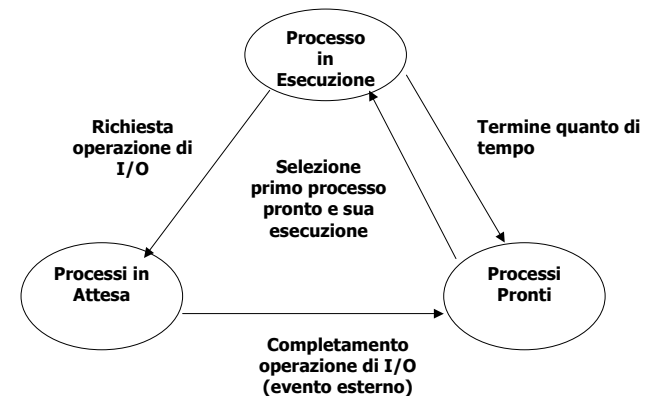 Processo
in
Esecuzione
Richiesta
operazione di
I/O
Termine quanto di
tempo
Selezione
primo processo
pronto e sua
esecuzione
Processi in
Attesa
Processi
Pronti
Completamento
operazione di I/O
(evento esterno)